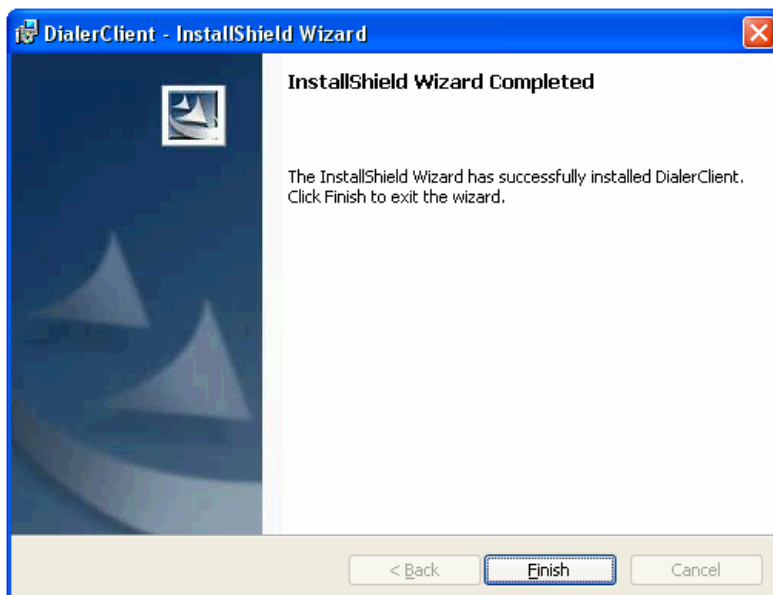 DialerClient - InstallShield Wizard
InstallShield Wizard Completed
The InstallShield Wizard has successfully installed DialerClient.
Click Finish to exit the wizard.
< Back
Finish
Cancel